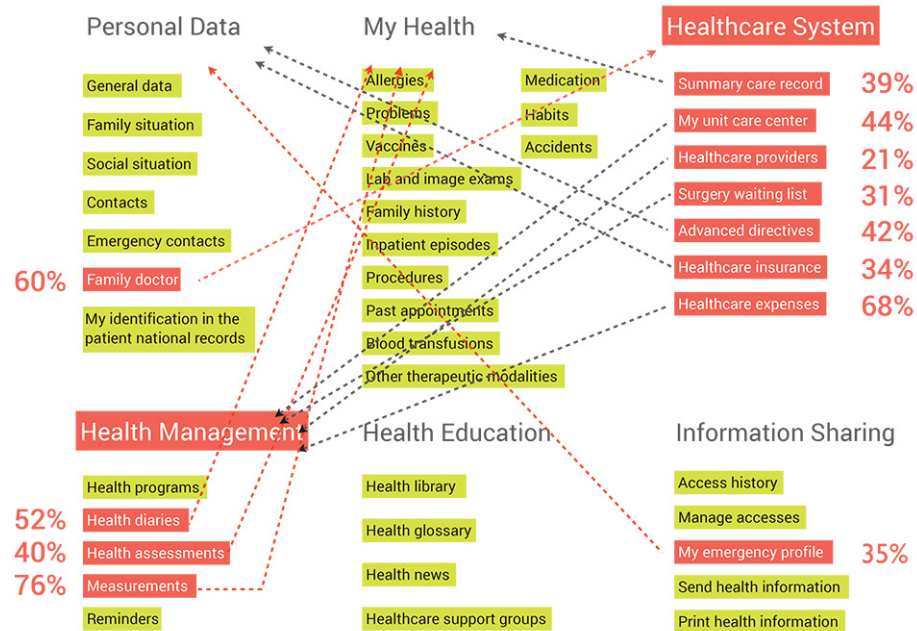 Personal Data
General data
Family situation
Social situation
Contacts
Emergency contacts
60%
Family doctor
My identification in the
patient national records
My Health
Allergies
Problems
Vaccines
Lab and image exams
Family history
Inpatient episodes
Procedures
Past appointments
Blood transfusions
Other therapeutic modalities
Medication
Habits
Accidents
Healthcare System
Summary care record 39%
My unit care center 44%
Healthcare providers 21%
Surgery waiting list 31%
Advanced directives 42%
Healthcare insurance 34%
Healthcare expenses 68%
Health Management
Health programs
52% Health diaries
40% Health assessments
76% Measurements
Reminders
Health Education
Health library
Health glossary
Health news
Healthcare support groups
Information Sharing
Access history
Manage accesses
My emergency profile 35%
Send health information
Print health information